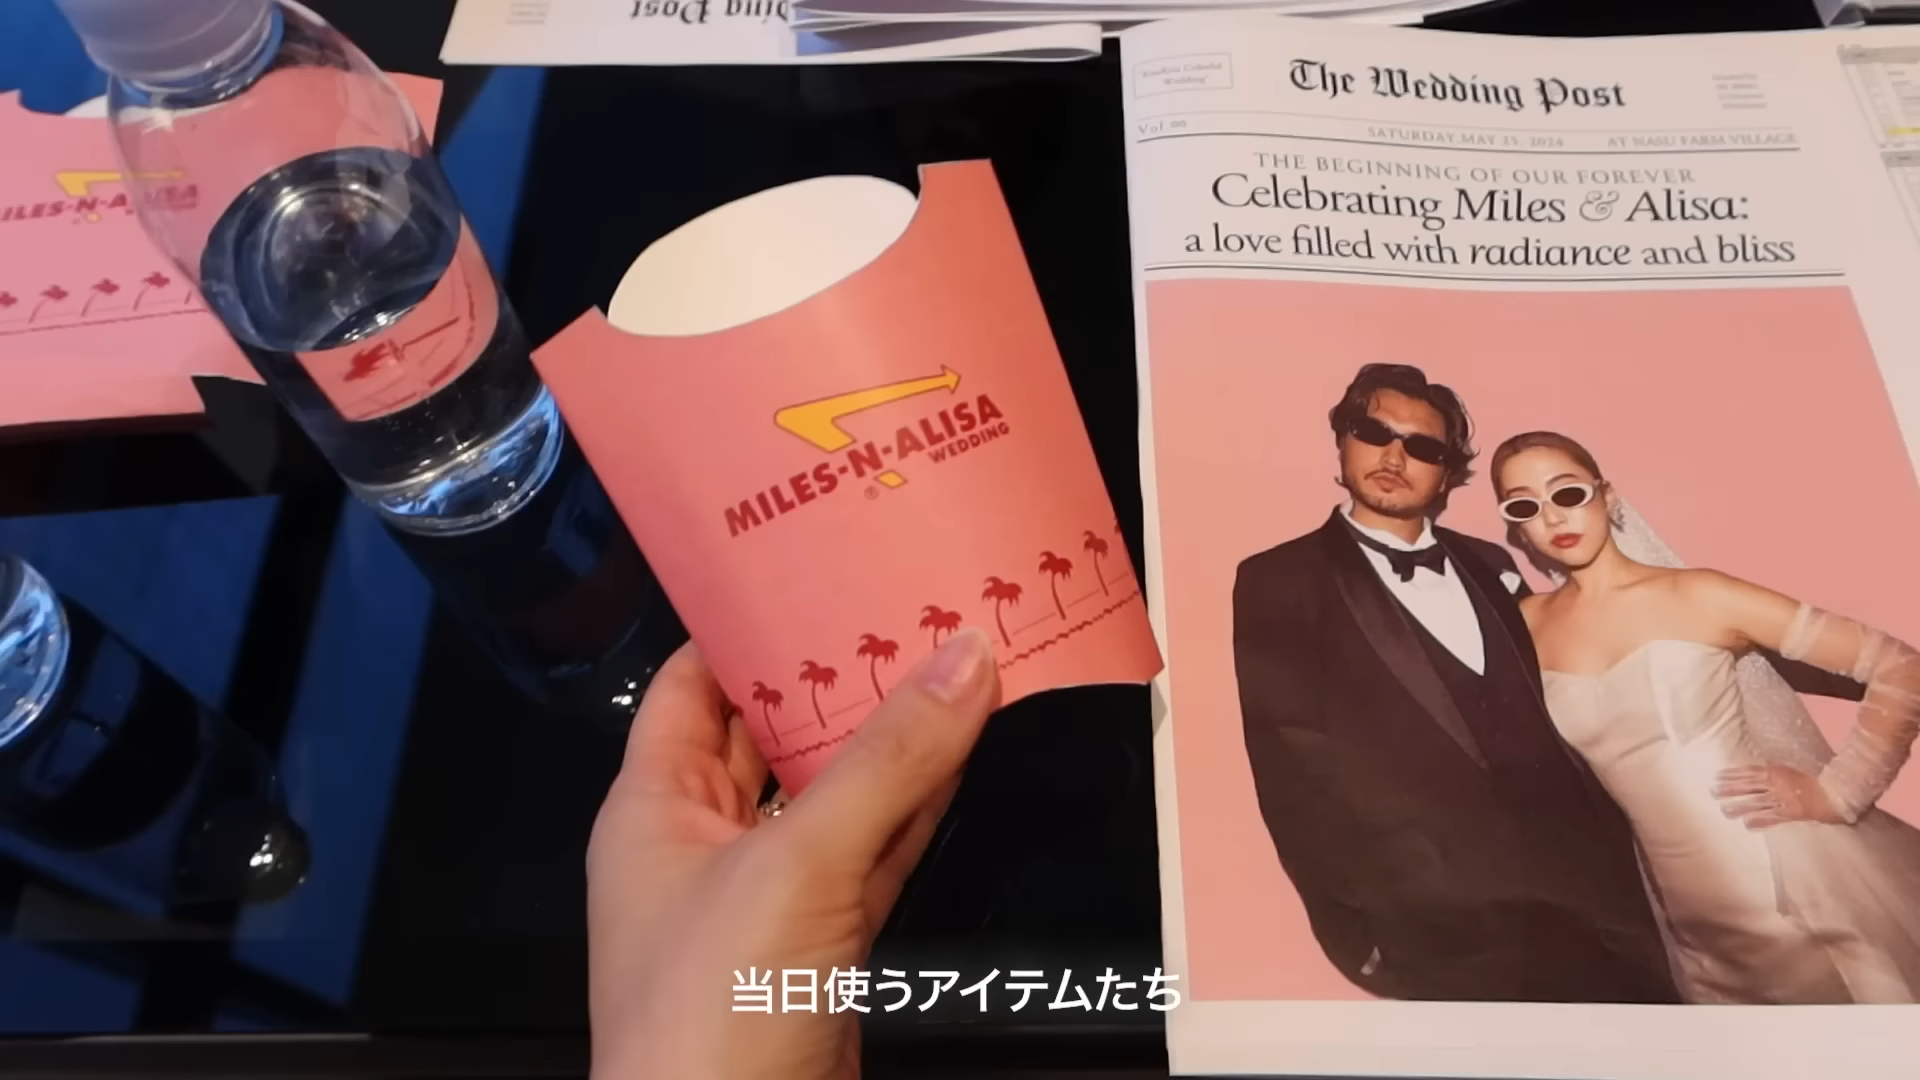 The Wedding Post
Vol.00
SATURDAY, MAY 25, 2024 AT NASU FARM VILLAGE
THE BEGINNING OF OUR FOREVER
Celebrating Miles & Alisa:
a love filled with radiance and bliss
MILES-N-ALISA
WEDDING
®
当日使うアイテムたち